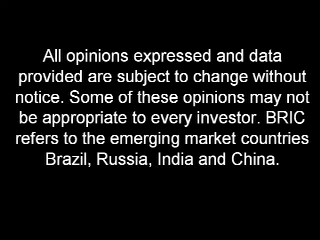 All opinions expressed and data
provided are subject to change without
notice. Some of these opinions may not
be appropriate to every investor. BRIC
refers to the emerging market countries
Brazil, Russia, India and China.